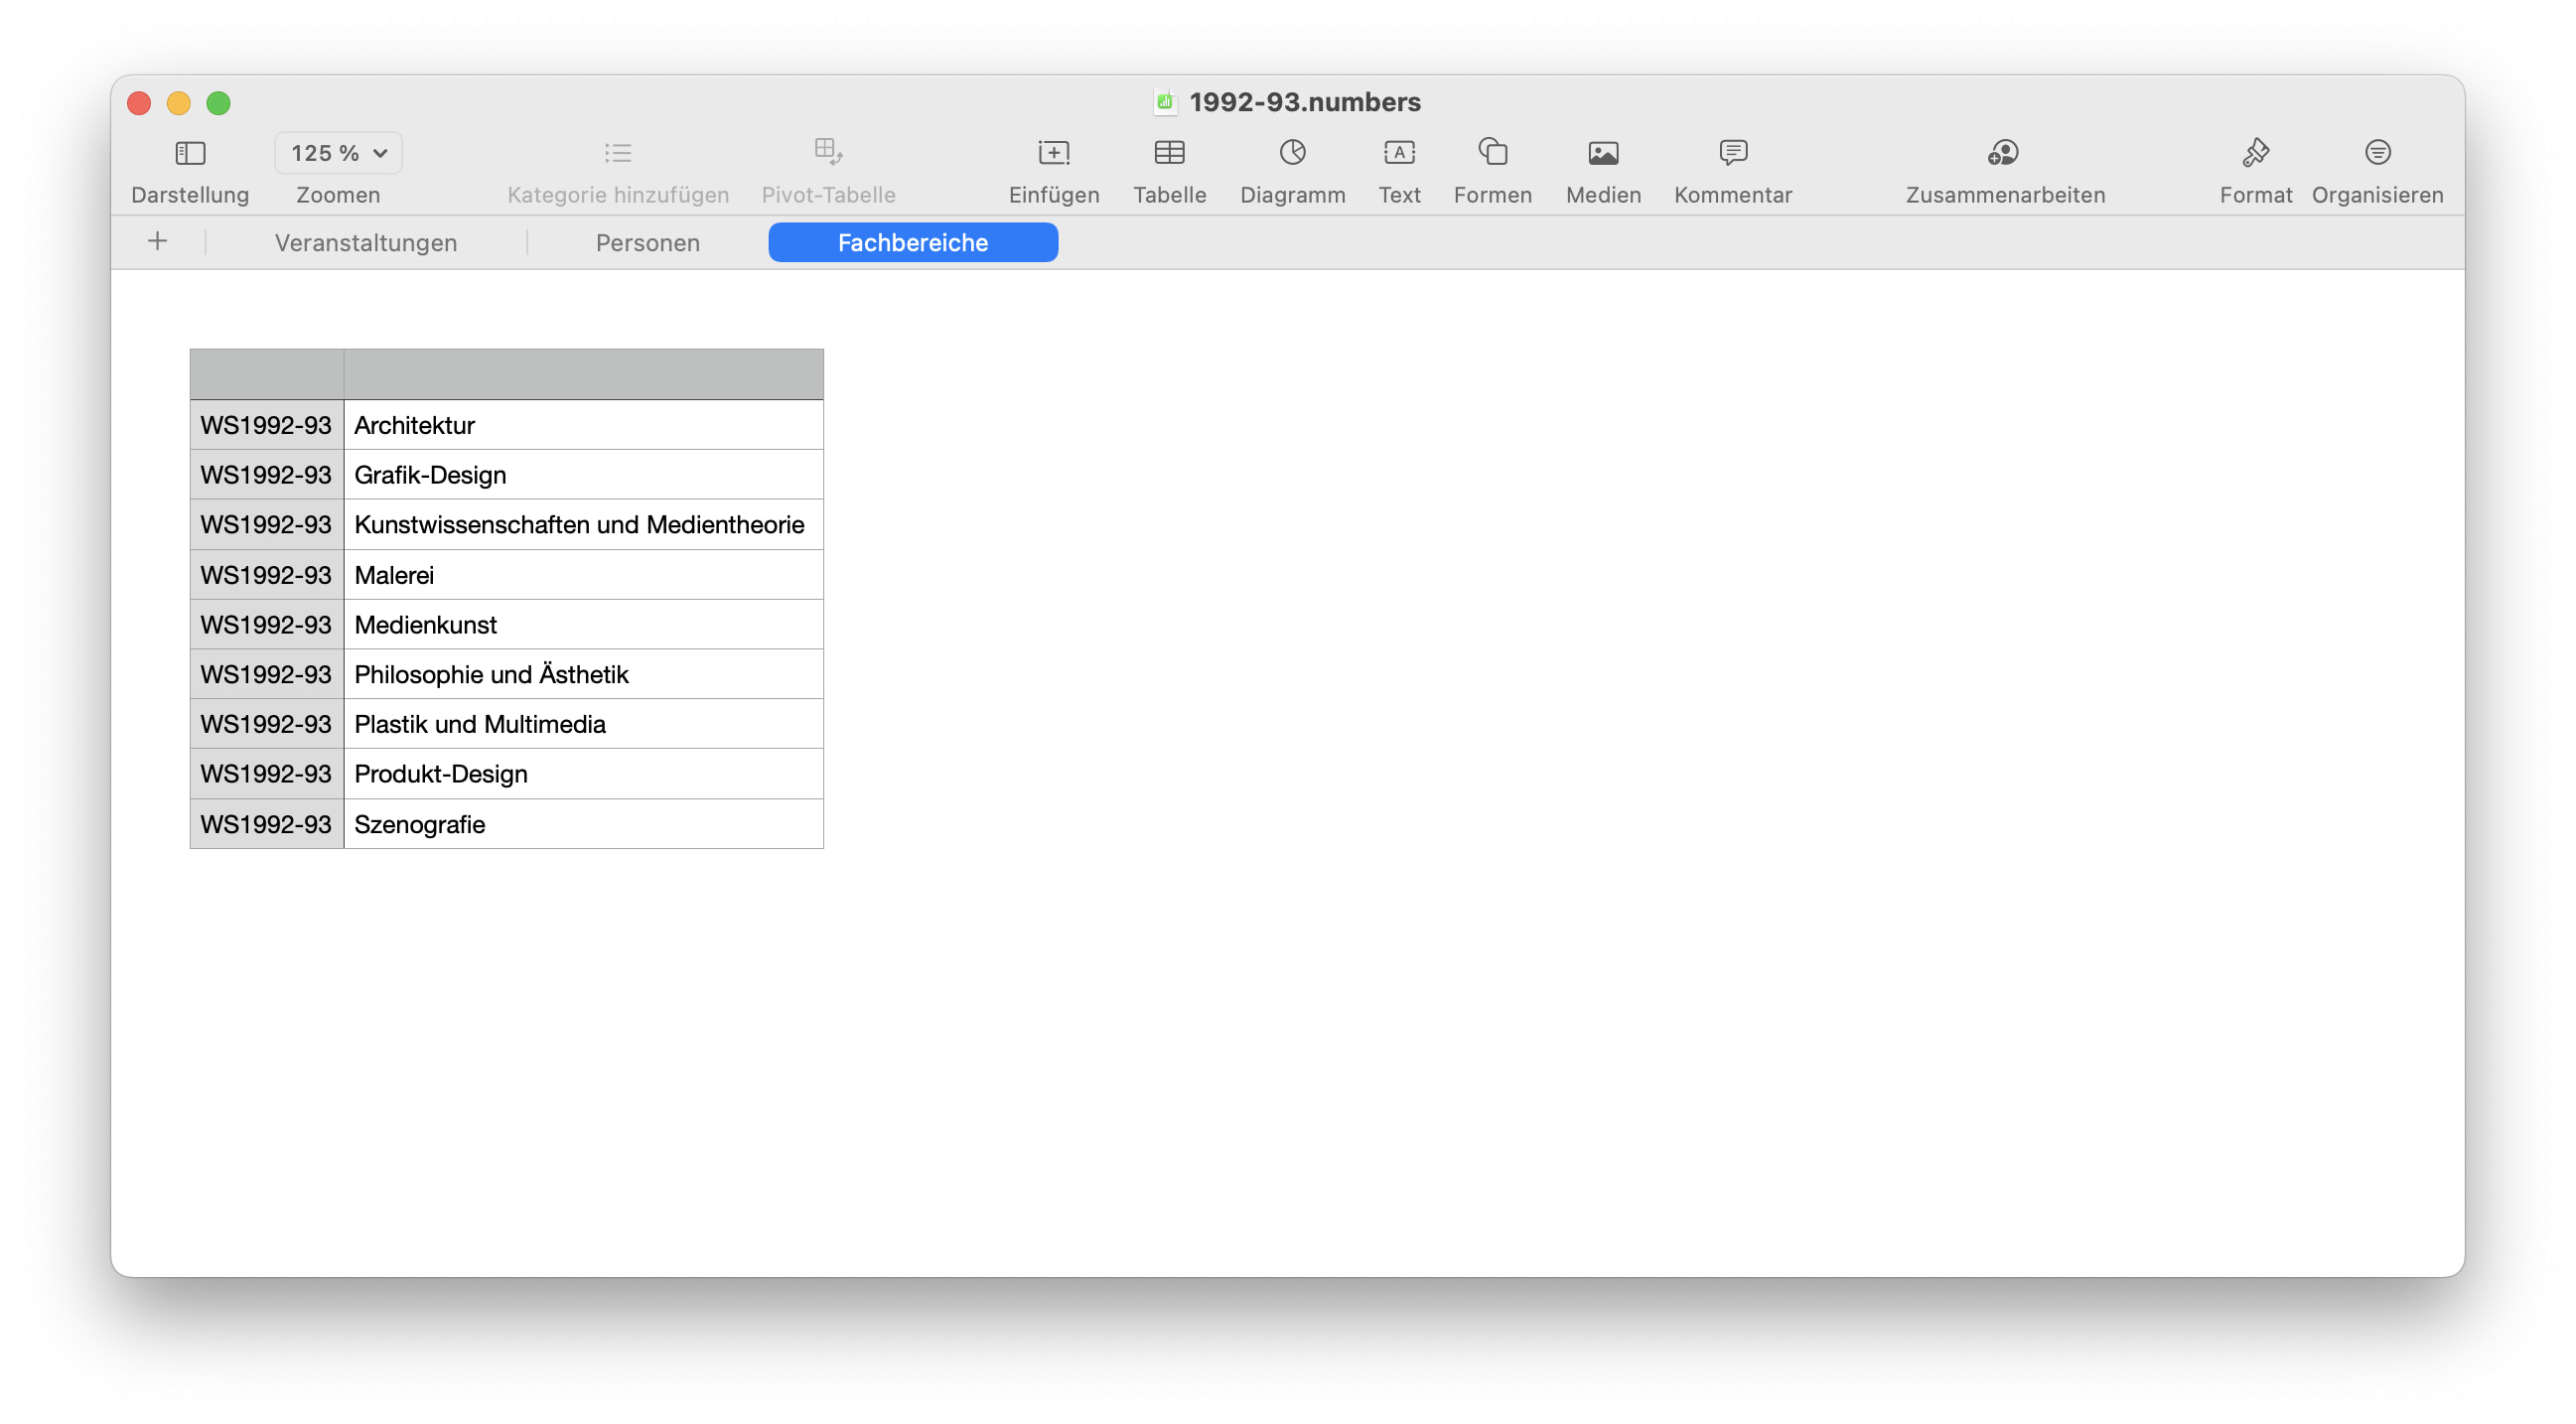 1992-93.numbers
125 %
Darstellung Zoomen Kategorie hinzufügen Pivot-Tabelle Einfügen Tabelle Diagramm Text Formen Medien Kommentar Zusammenarbeiten Format Organisieren
Veranstaltungen Personen Fachbereiche
WS1992-93 Architektur
WS1992-93 Grafik-Design
WS1992-93 Kunstwissenschaften und Medientheorie
WS1992-93 Malerei
WS1992-93 Medienkunst
WS1992-93 Philosophie und Ästhetik
WS1992-93 Plastik und Multimedia
WS1992-93 Produkt-Design
WS1992-93 Szenografie